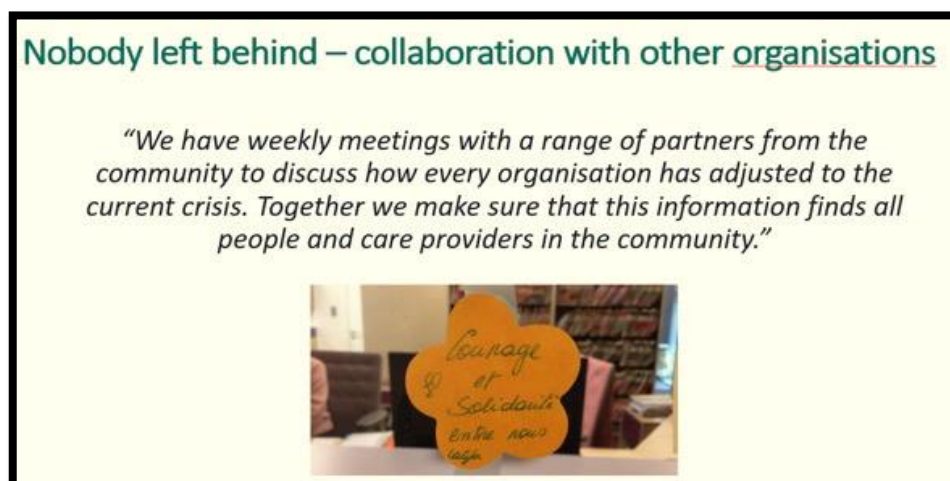 Nobody left behind – collaboration with other organisations
“We have weekly meetings with a range of partners from the
community to discuss how every organisation has adjusted to the
current crisis. Together we make sure that this information finds all
people and care providers in the community.”
Courage
et
Solidarité
entre nous